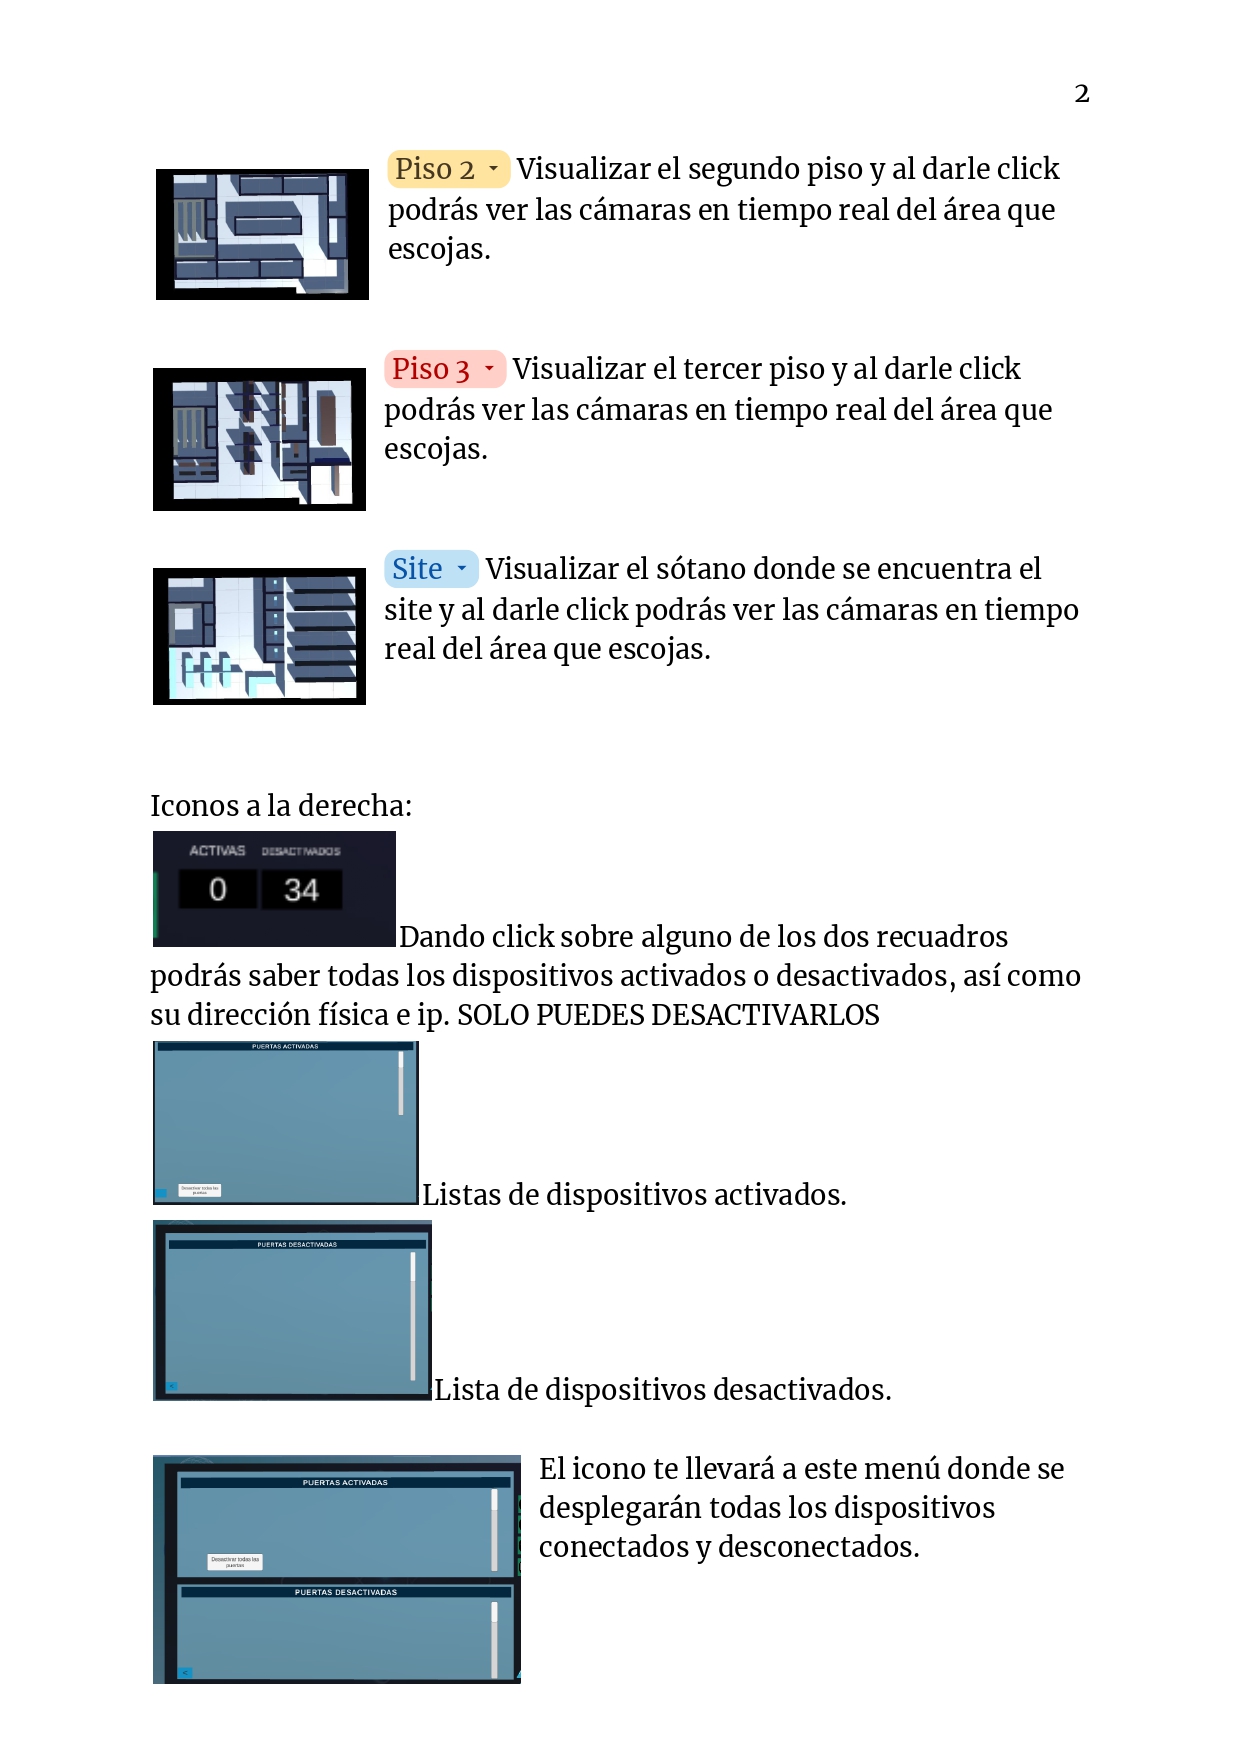 2
Piso 2 Visualizar el segundo piso y al darle click
podrás ver las cámaras en tiempo real del área que
escojas.
Piso 3 Visualizar el tercer piso y al darle click
podrás ver las cámaras en tiempo real del área que
escojas.
Site Visualizar el sótano donde se encuentra el
site y al darle click podrás ver las cámaras en tiempo
real del área que escojas.
Iconos a la derecha:
ACTIVAS DESACTIVADOS
0 34
Dando click sobre alguno de los dos recuadros
podrás saber todas los dispositivos activados o desactivados, así como
su dirección física e ip. SOLO PUEDES DESACTIVARLOS
PUERTAS ACTIVADAS
Desactivar todas las
puertas
Listas de dispositivos activados.
PUERTAS DESACTIVADAS
<
Lista de dispositivos desactivados.
El icono te llevará a este menú donde se
desplegarán todas los dispositivos
conectados y desconectados.
PUERTAS ACTIVADAS
Desactivar todas las
puertas
PUERTAS DESACTIVADAS
<